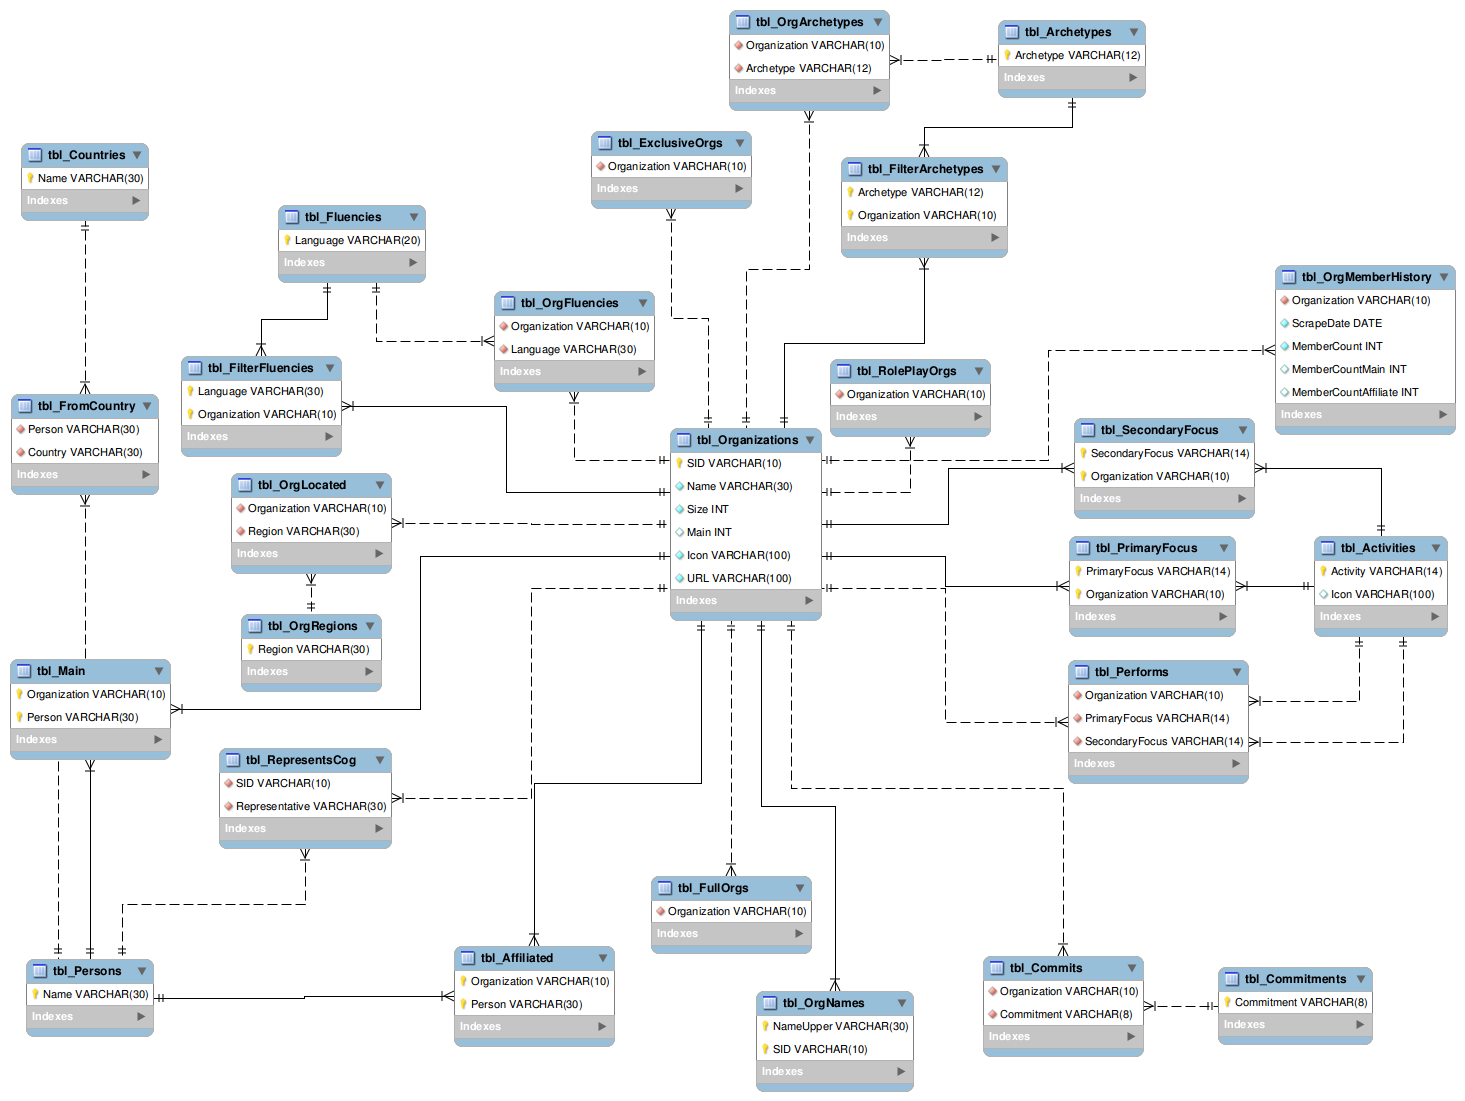 tbl_OrgArchetypes
Organization VARCHAR(10)
Archetype VARCHAR(12)
Indexes
tbl_Archetypes
Archetype VARCHAR(12)
Indexes
tbl_Countries
Name VARCHAR(30)
Indexes
tbl_ExclusiveOrgs
Organization VARCHAR(10)
Indexes
tbl_FilterArchetypes
Archetype VARCHAR(12)
Organization VARCHAR(10)
Indexes
tbl_Fluencies
Language VARCHAR(20)
Indexes
tbl_OrgFluencies
Organization VARCHAR(10)
Language VARCHAR(30)
Indexes
tbl_OrgMemberHistory
Organization VARCHAR(10)
ScrapeDate DATE
MemberCount INT
MemberCountMain INT
MemberCountAffiliate INT
Indexes
tbl_FilterFluencies
Language VARCHAR(30)
Organization VARCHAR(10)
Indexes
tbl_RolePlayOrgs
Organization VARCHAR(10)
Indexes
tbl_FromCountry
Person VARCHAR(30)
Country VARCHAR(30)
Indexes
tbl_Organizations
SID VARCHAR(10)
Name VARCHAR(30)
Size INT
Main INT
Icon VARCHAR(100)
URL VARCHAR(100)
Indexes
tbl_SecondaryFocus
SecondaryFocus VARCHAR(14)
Organization VARCHAR(10)
Indexes
tbl_OrgLocated
Organization VARCHAR(10)
Region VARCHAR(30)
Indexes
tbl_PrimaryFocus
PrimaryFocus VARCHAR(14)
Organization VARCHAR(10)
Indexes
tbl_Activities
Activity VARCHAR(14)
Icon VARCHAR(100)
Indexes
tbl_OrgRegions
Region VARCHAR(30)
Indexes
tbl_Main
Organization VARCHAR(10)
Person VARCHAR(30)
Indexes
tbl_Performs
Organization VARCHAR(10)
PrimaryFocus VARCHAR(14)
SecondaryFocus VARCHAR(14)
Indexes
tbl_RepresentsCog
SID VARCHAR(10)
Representative VARCHAR(30)
Indexes
tbl_FullOrgs
Organization VARCHAR(10)
Indexes
tbl_Persons
Name VARCHAR(30)
Indexes
tbl_Affiliated
Organization VARCHAR(10)
Person VARCHAR(30)
Indexes
tbl_OrgNames
NameUpper VARCHAR(30)
SID VARCHAR(10)
Indexes
tbl_Commits
Organization VARCHAR(10)
Commitment VARCHAR(8)
Indexes
tbl_Commitments
Commitment VARCHAR(8)
Indexes